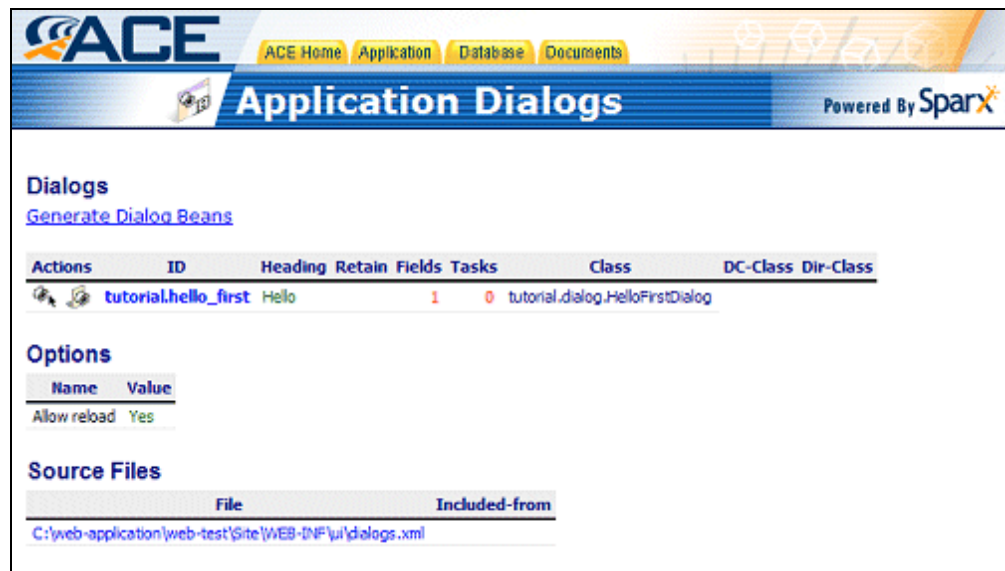 ACE
ACE Home Application Database Documents
Application Dialogs
Powered By Sparx
Dialogs
Generate Dialog Beans
Actions ID Heading Retain Fields Tasks Class DC-Class Dir-Class
tutorial.hello_first Hello 1 0 tutorial.dialog.HelloFirstDialog
Options
Name Value
Allow reload Yes
Source Files
File Included-from
C:\web-application\web-test\Site\WEB-INF\ui\dialogs.xml